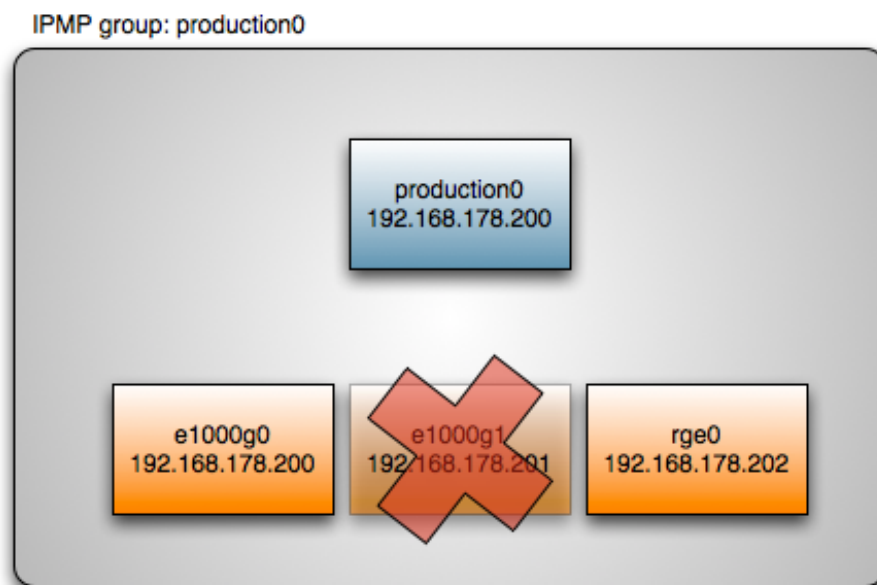 IPMP group: production0
production0
192.168.178.200
e1000g0
192.168.178.200
e1000g1
192.168.178.201
rge0
192.168.178.202